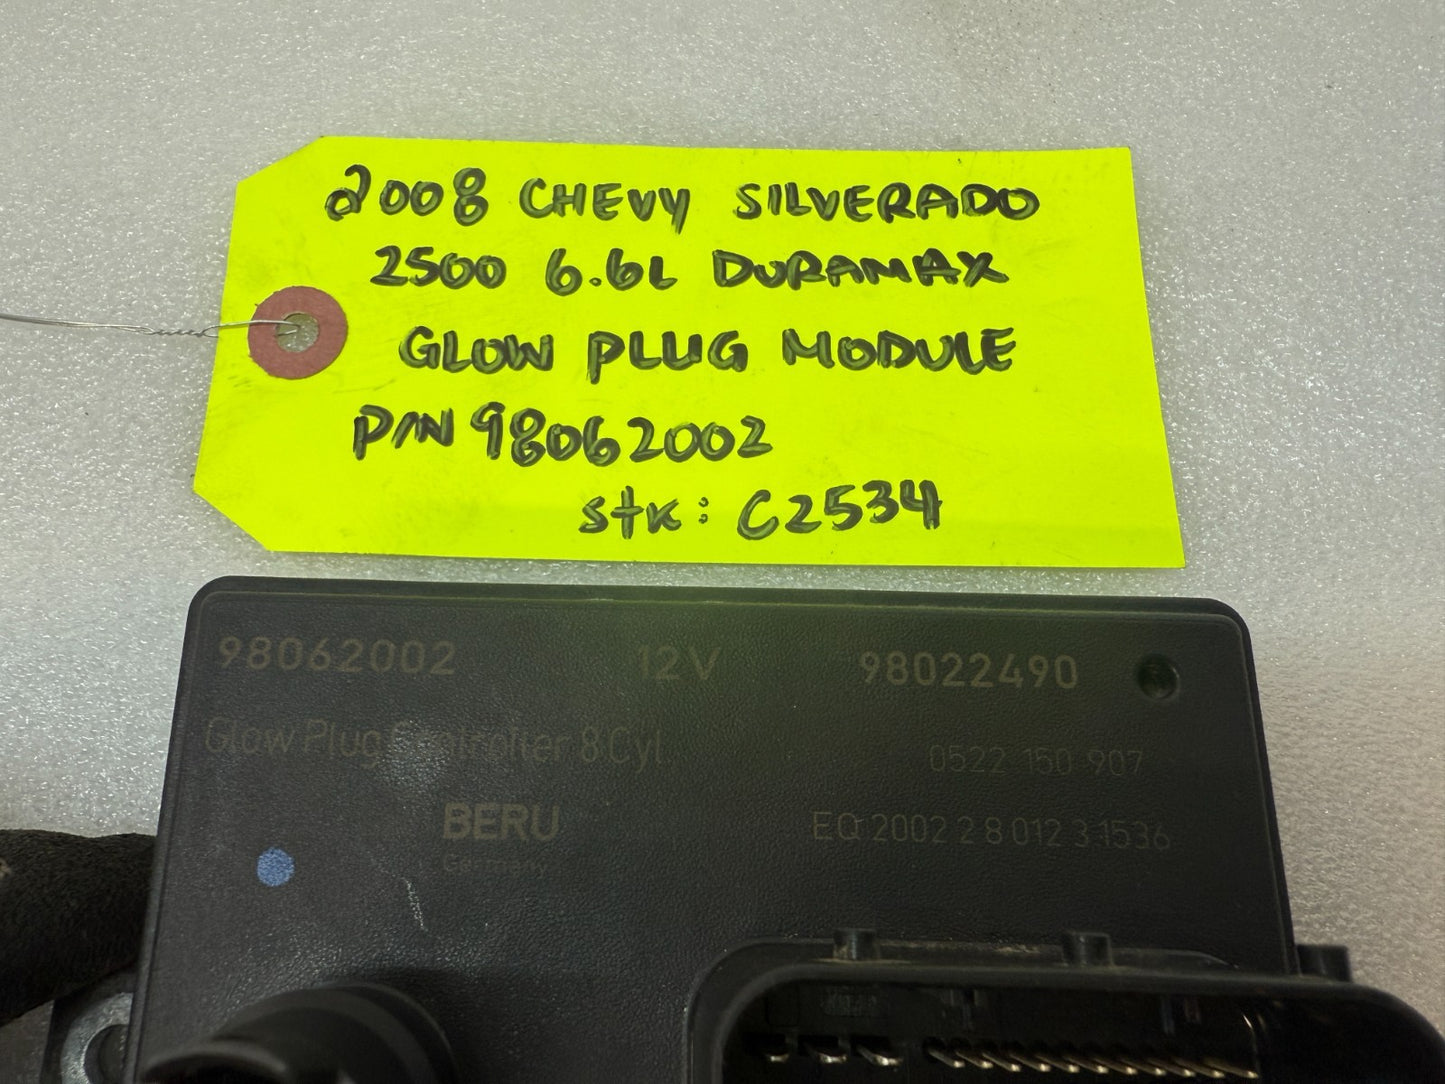 2008 CHEVY SILVERADO
2500 6.6L DURAMAX
GLOW PLUG MODULE
P/N 98062002
stk: C2534
98062002 12V 98022490
Glow Plug Controller 8 Cyl.
0522 150 907
BERU
EQ 2002 2 8 012 3 1536
Germany